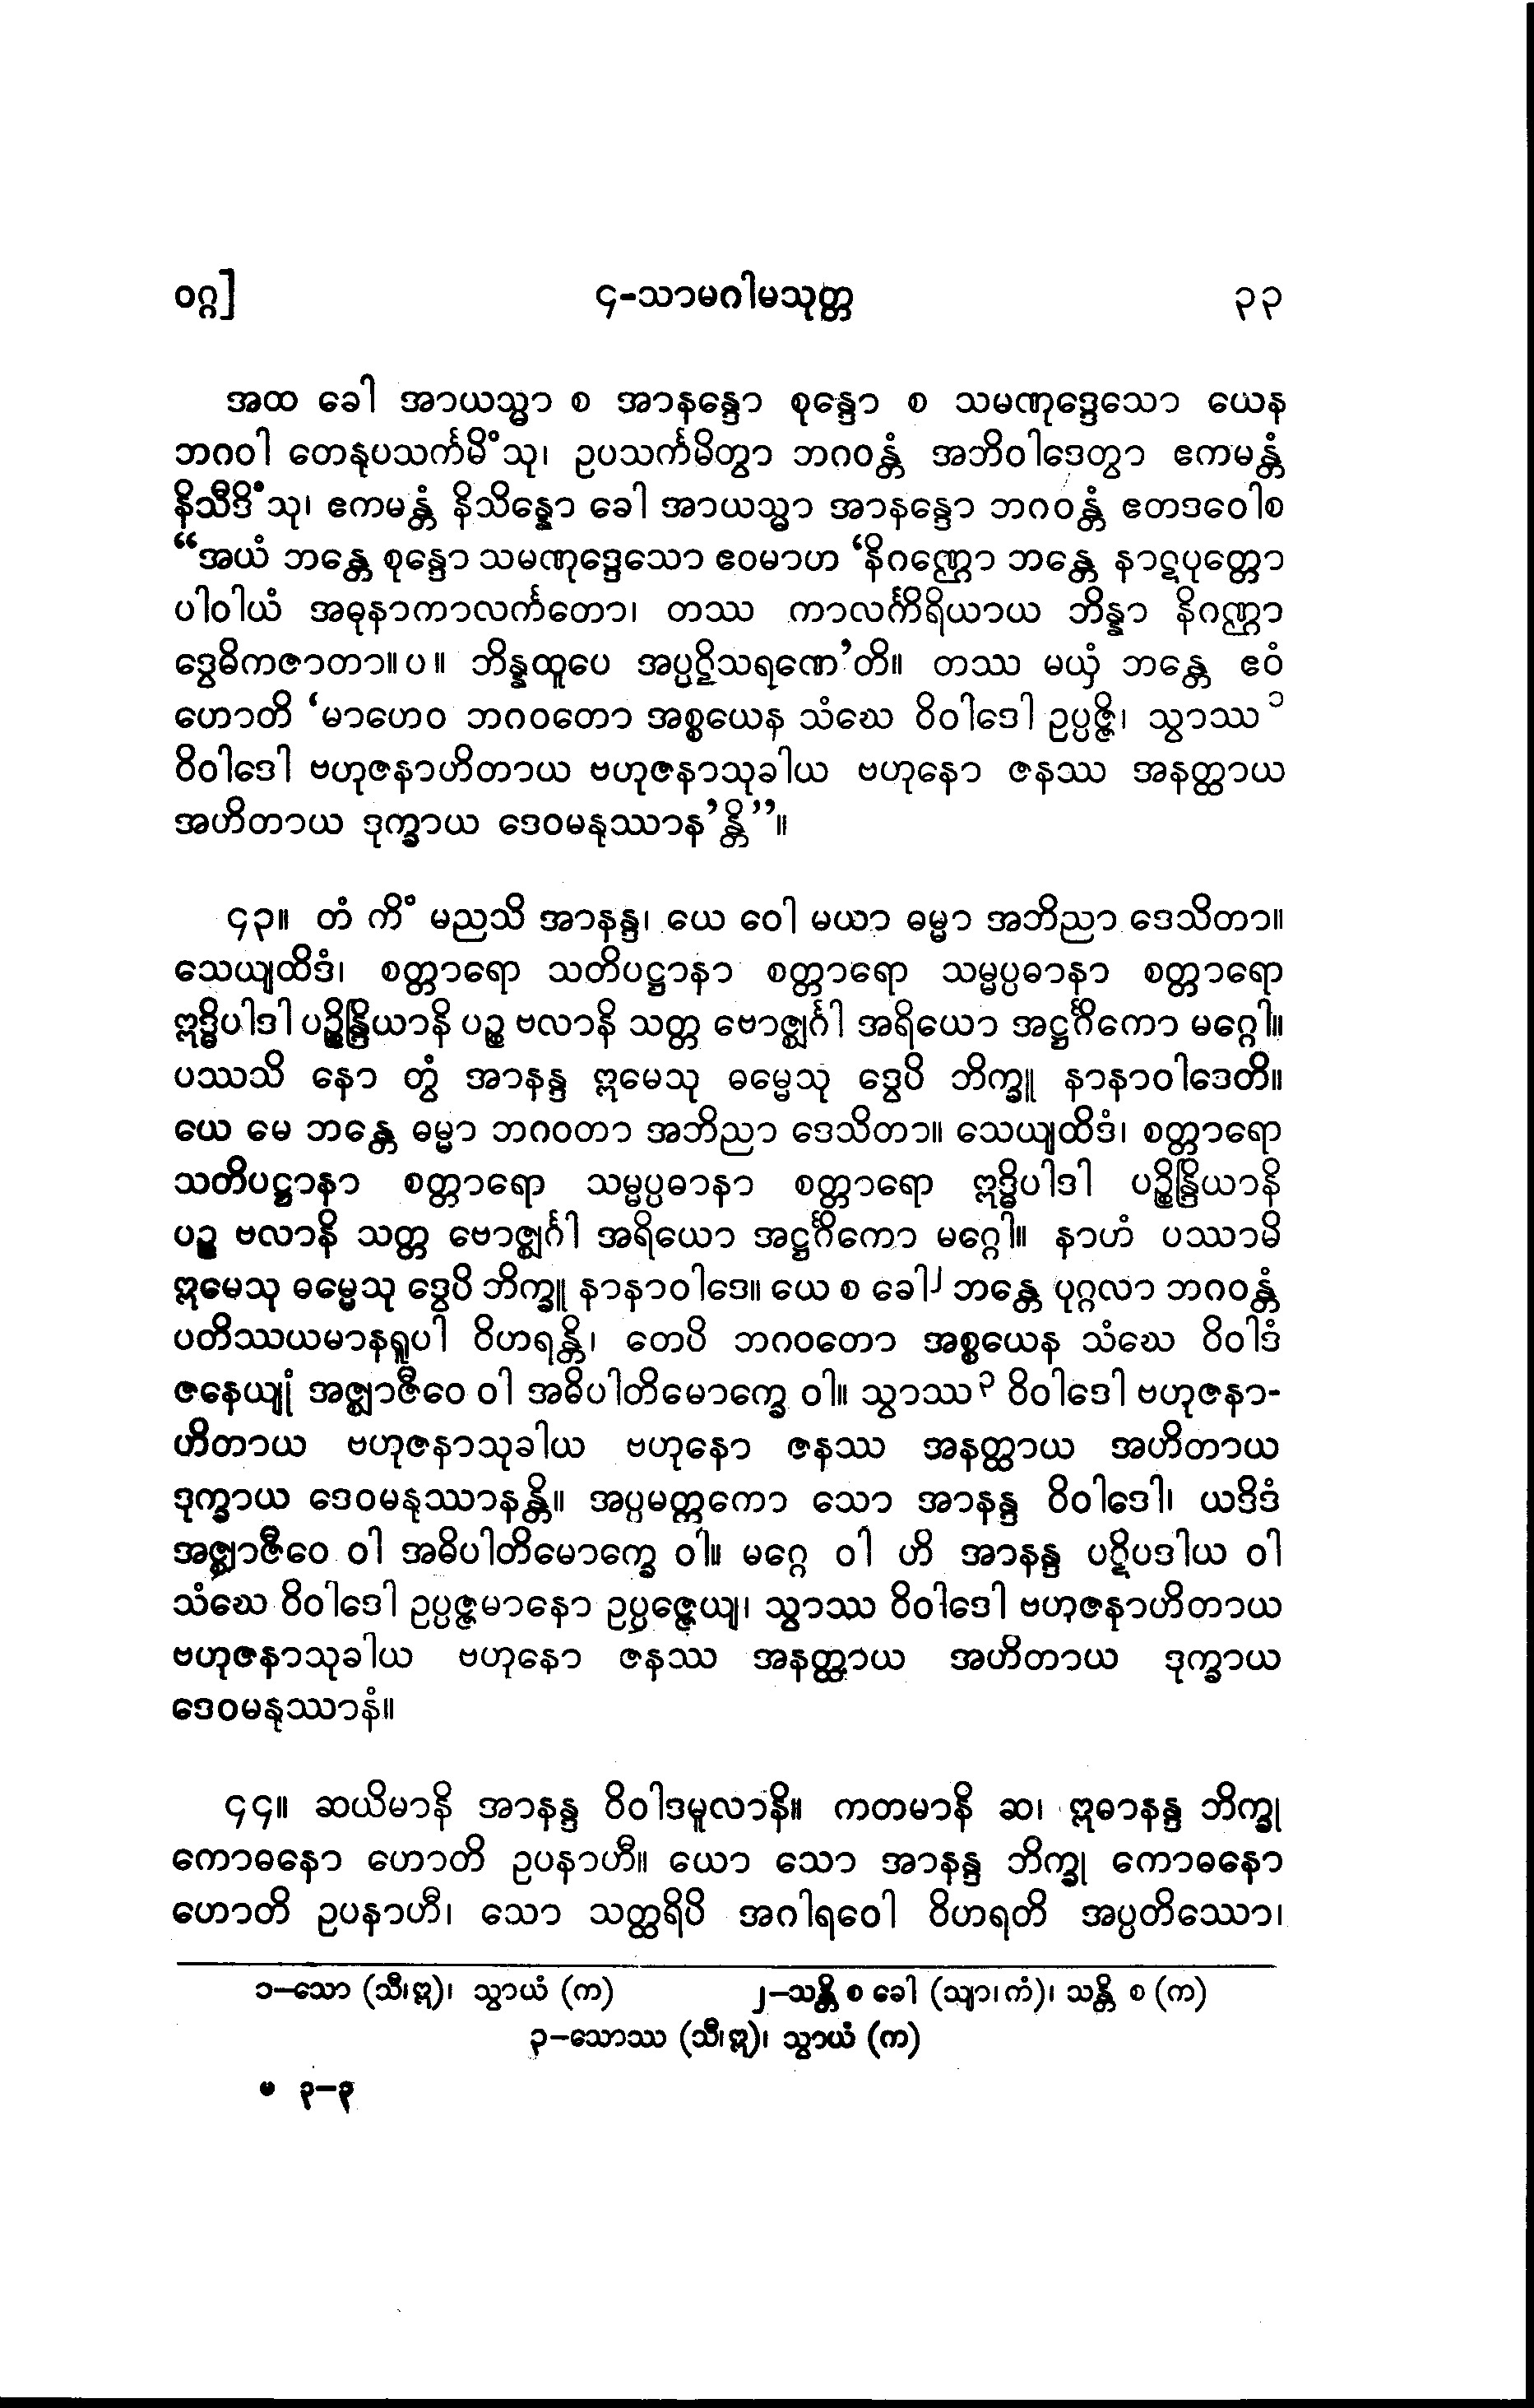 ဝဂ္ဂ] ၄-သာမဂါမသုတ္တ ၃၃
အထ ခေါ အာယသ္မာ စ အာနန္ဒော စုန္ဒော စ သမဏုဒ္ဒေသော ယေန
ဘဂဝါ တေနုပသင်္ကမိံသု၊ ဥပသင်္ကမိတွာ ဘဂဝန္တံ အဘိဝါဒေတွာ ဧကမန္တံ
နိသီဒိံသု၊ ဧကမန္တံ နိသိန္နော ခေါ အာယသ္မာ အာနန္ဒော ဘဂဝန္တံ ဧတဒဝေါစ
“အယံ ဘန္တေ စုန္ဒော သမဏုဒ္ဒေသော ဧဝမာဟ ‘နိဂဏ္ဌော ဘန္တေ နာဋပုတ္တော
ပါဝါယံ အဓုနာကာလင်္ကတော၊ တဿ ကာလင်္ကိရိယာယ ဘိန္နာ နိဂဏ္ဌာ
ဒွေဓိကဇာတာ။ပ။ ဘိန္နထူပေ အပ္ပဋိသရဏေ’တိ။ တဿ မယှံ ဘန္တေ ဧဝံ
ဟောတိ ‘မာဟေဝ ဘဂဝတော အစ္စယေန သံဃေ ဝိဝါဒေါ ဥပ္ပဇ္ဇိ၊ သွာဿ ၁
ဝိဝါဒေါ ဗဟုဇနာဟိတာယ ဗဟုဇနာသုခါယ ဗဟုနော ဇနဿ အနတ္ထာယ
အဟိတာယ ဒုက္ခာယ ဒေဝမနုဿာန’န္တိ”။
၄၃။ တံ ကိံ မညသိ အာနန္ဒ၊ ယေ ဝေါ မယာ ဓမ္မာ အဘိညာ ဒေသိတာ။
သေယျထိဒံ၊ စတ္တာရော သတိပဋ္ဌာနာ စတ္တာရော သမ္မပ္ပဓာနာ စတ္တာရော
ဣဒ္ဓိပါဒါ ပဉ္စိန္ဒြိယာနိ ပဉ္စ ဗလာနိ သတ္တ ဗောဇ္ဈင်္ဂါ အရိယော အဋ္ဌင်္ဂိကော မဂ္ဂေါ။
ပဿသိ နော တွံ အာနန္ဒ ဣမေသု ဓမ္မေသု ဒွေပိ ဘိက္ခူ နာနာဝါဒေတိ။
ယေ မေ ဘန္တေ ဓမ္မာ ဘဂဝတာ အဘိညာ ဒေသိတာ။ သေယျထိဒံ၊ စတ္တာရော
သတိပဋ္ဌာနာ စတ္တာရော သမ္မပ္ပဓာနာ စတ္တာရော ဣဒ္ဓိပါဒါ ပဉ္စိန္ဒြိယာနိ
ပဉ္စ ဗလာနိ သတ္တ ဗောဇ္ဈင်္ဂါ အရိယော အဋ္ဌင်္ဂိကော မဂ္ဂေါ။ နာဟံ ပဿာမိ
ဣမေသု ဓမ္မေသု ဒွေပိ ဘိက္ခူ နာနာဝါဒေ။ ယေ စ ခေါ ၂ ဘန္တေ ပုဂ္ဂလာ ဘဂဝန္တံ
ပတိဿယမာနရူပါ ဝိဟရန္တိ၊ တေပိ ဘဂဝတော အစ္စယေန သံဃေ ဝိဝါဒံ
ဇနေယျုံ အဇ္ဈာဇီဝေ ဝါ အဓိပါတိမောက္ခေ ဝါ။ သွာဿ ၃ ဝိဝါဒေါ ဗဟုဇနာ-
ဟိတာယ ဗဟုဇနာသုခါယ ဗဟုနော ဇနဿ အနတ္ထာယ အဟိတာယ
ဒုက္ခာယ ဒေဝမနုဿာနန္တိ။ အပ္ပမတ္တကော သော အာနန္ဒ ဝိဝါဒေါ၊ ယဒိဒံ
အဇ္ဈာဇီဝေ ဝါ အဓိပါတိမောက္ခေ ဝါ။ မဂ္ဂေ ဝါ ဟိ အာနန္ဒ ပဋိပဒါယ ဝါ
သံဃေ ဝိဝါဒေါ ဥပ္ပဇ္ဇမာနော ဥပ္ပဇ္ဇေယျ၊ သွာဿ ဝိဝါဒေါ ဗဟုဇနာဟိတာယ
ဗဟုဇနာသုခါယ ဗဟုနော ဇနဿ အနတ္ထာယ အဟိတာယ ဒုက္ခာယ
ဒေဝမနုဿာနံ။
၄၄။ ဆယိမာနိ အာနန္ဒ ဝိဝါဒမူလာနိ။ ကတမာနိ ဆ၊ ဣဓာနန္ဒ ဘိက္ခု
ကောဓနော ဟောတိ ဥပနာဟီ။ ယော သော အာနန္ဒ ဘိက္ခု ကောဓနော
ဟောတိ ဥပနာဟီ၊ သော သတ္ထရိပိ အဂါရဝေါ ဝိဟရတိ အပ္ပတိဿော၊
၁–သော (သီ၊ဣ)၊ သွာယံ (က) ၂–သန္တိ စ ခေါ (သျာ၊ကံ)၊ သန္တိ စ (က)
၃–သောဿ (သီ၊ဣ)၊ သွာယံ (က)
မ ၃–၃